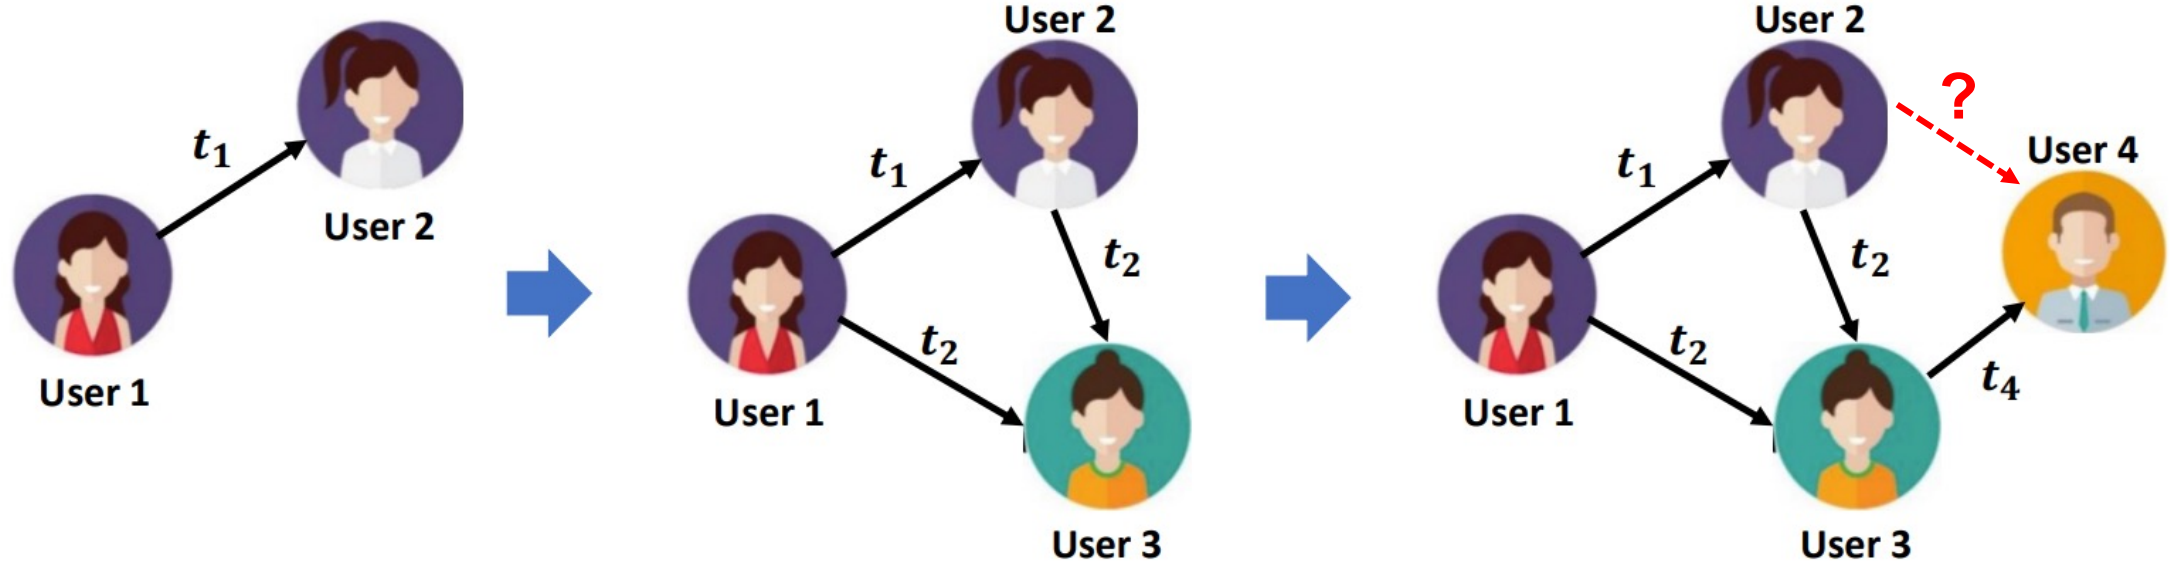 t₁
User 2
User 1
User 2
t₁
t₂
t₂
User 1
User 3
User 2
?
User 4
t₁
t₂
t₂
t₄
User 1
User 3